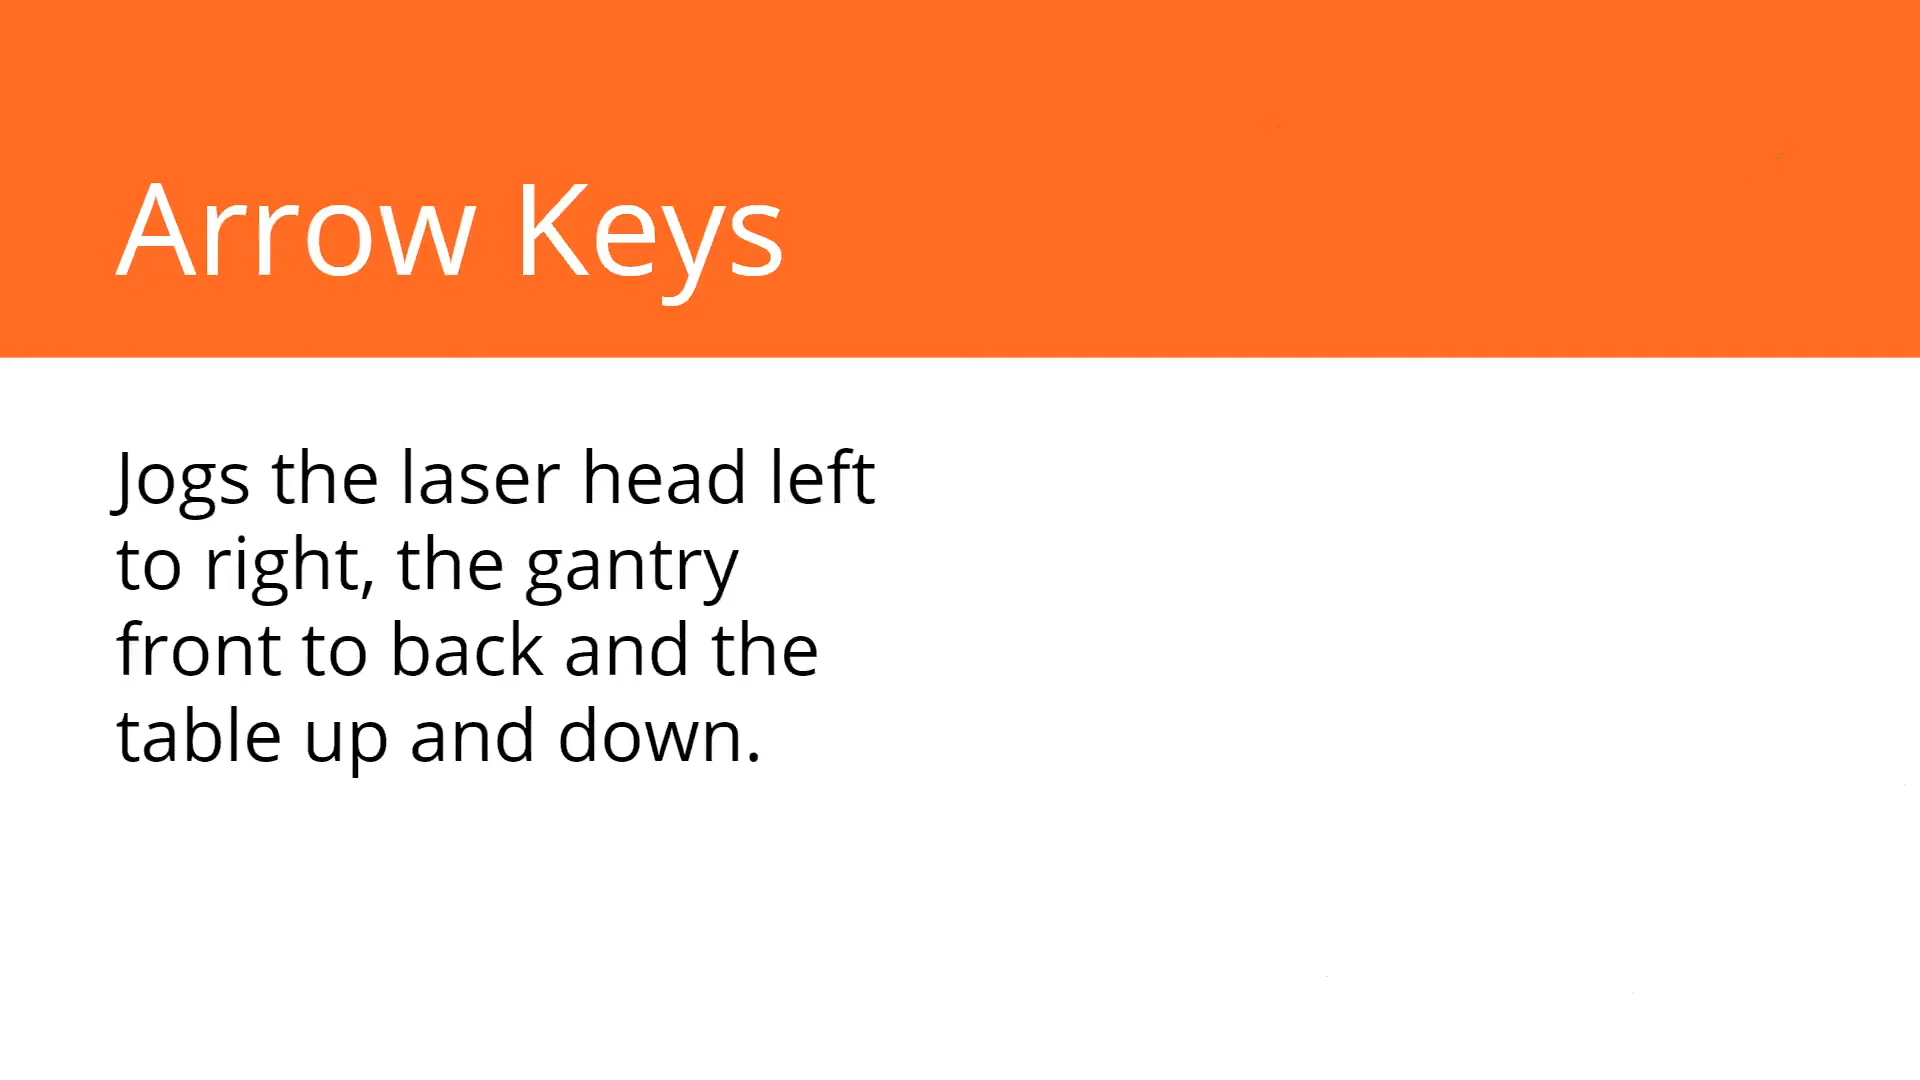 Arrow Keys
Jogs the laser head left
to right, the gantry
front to back and the
table up and down.